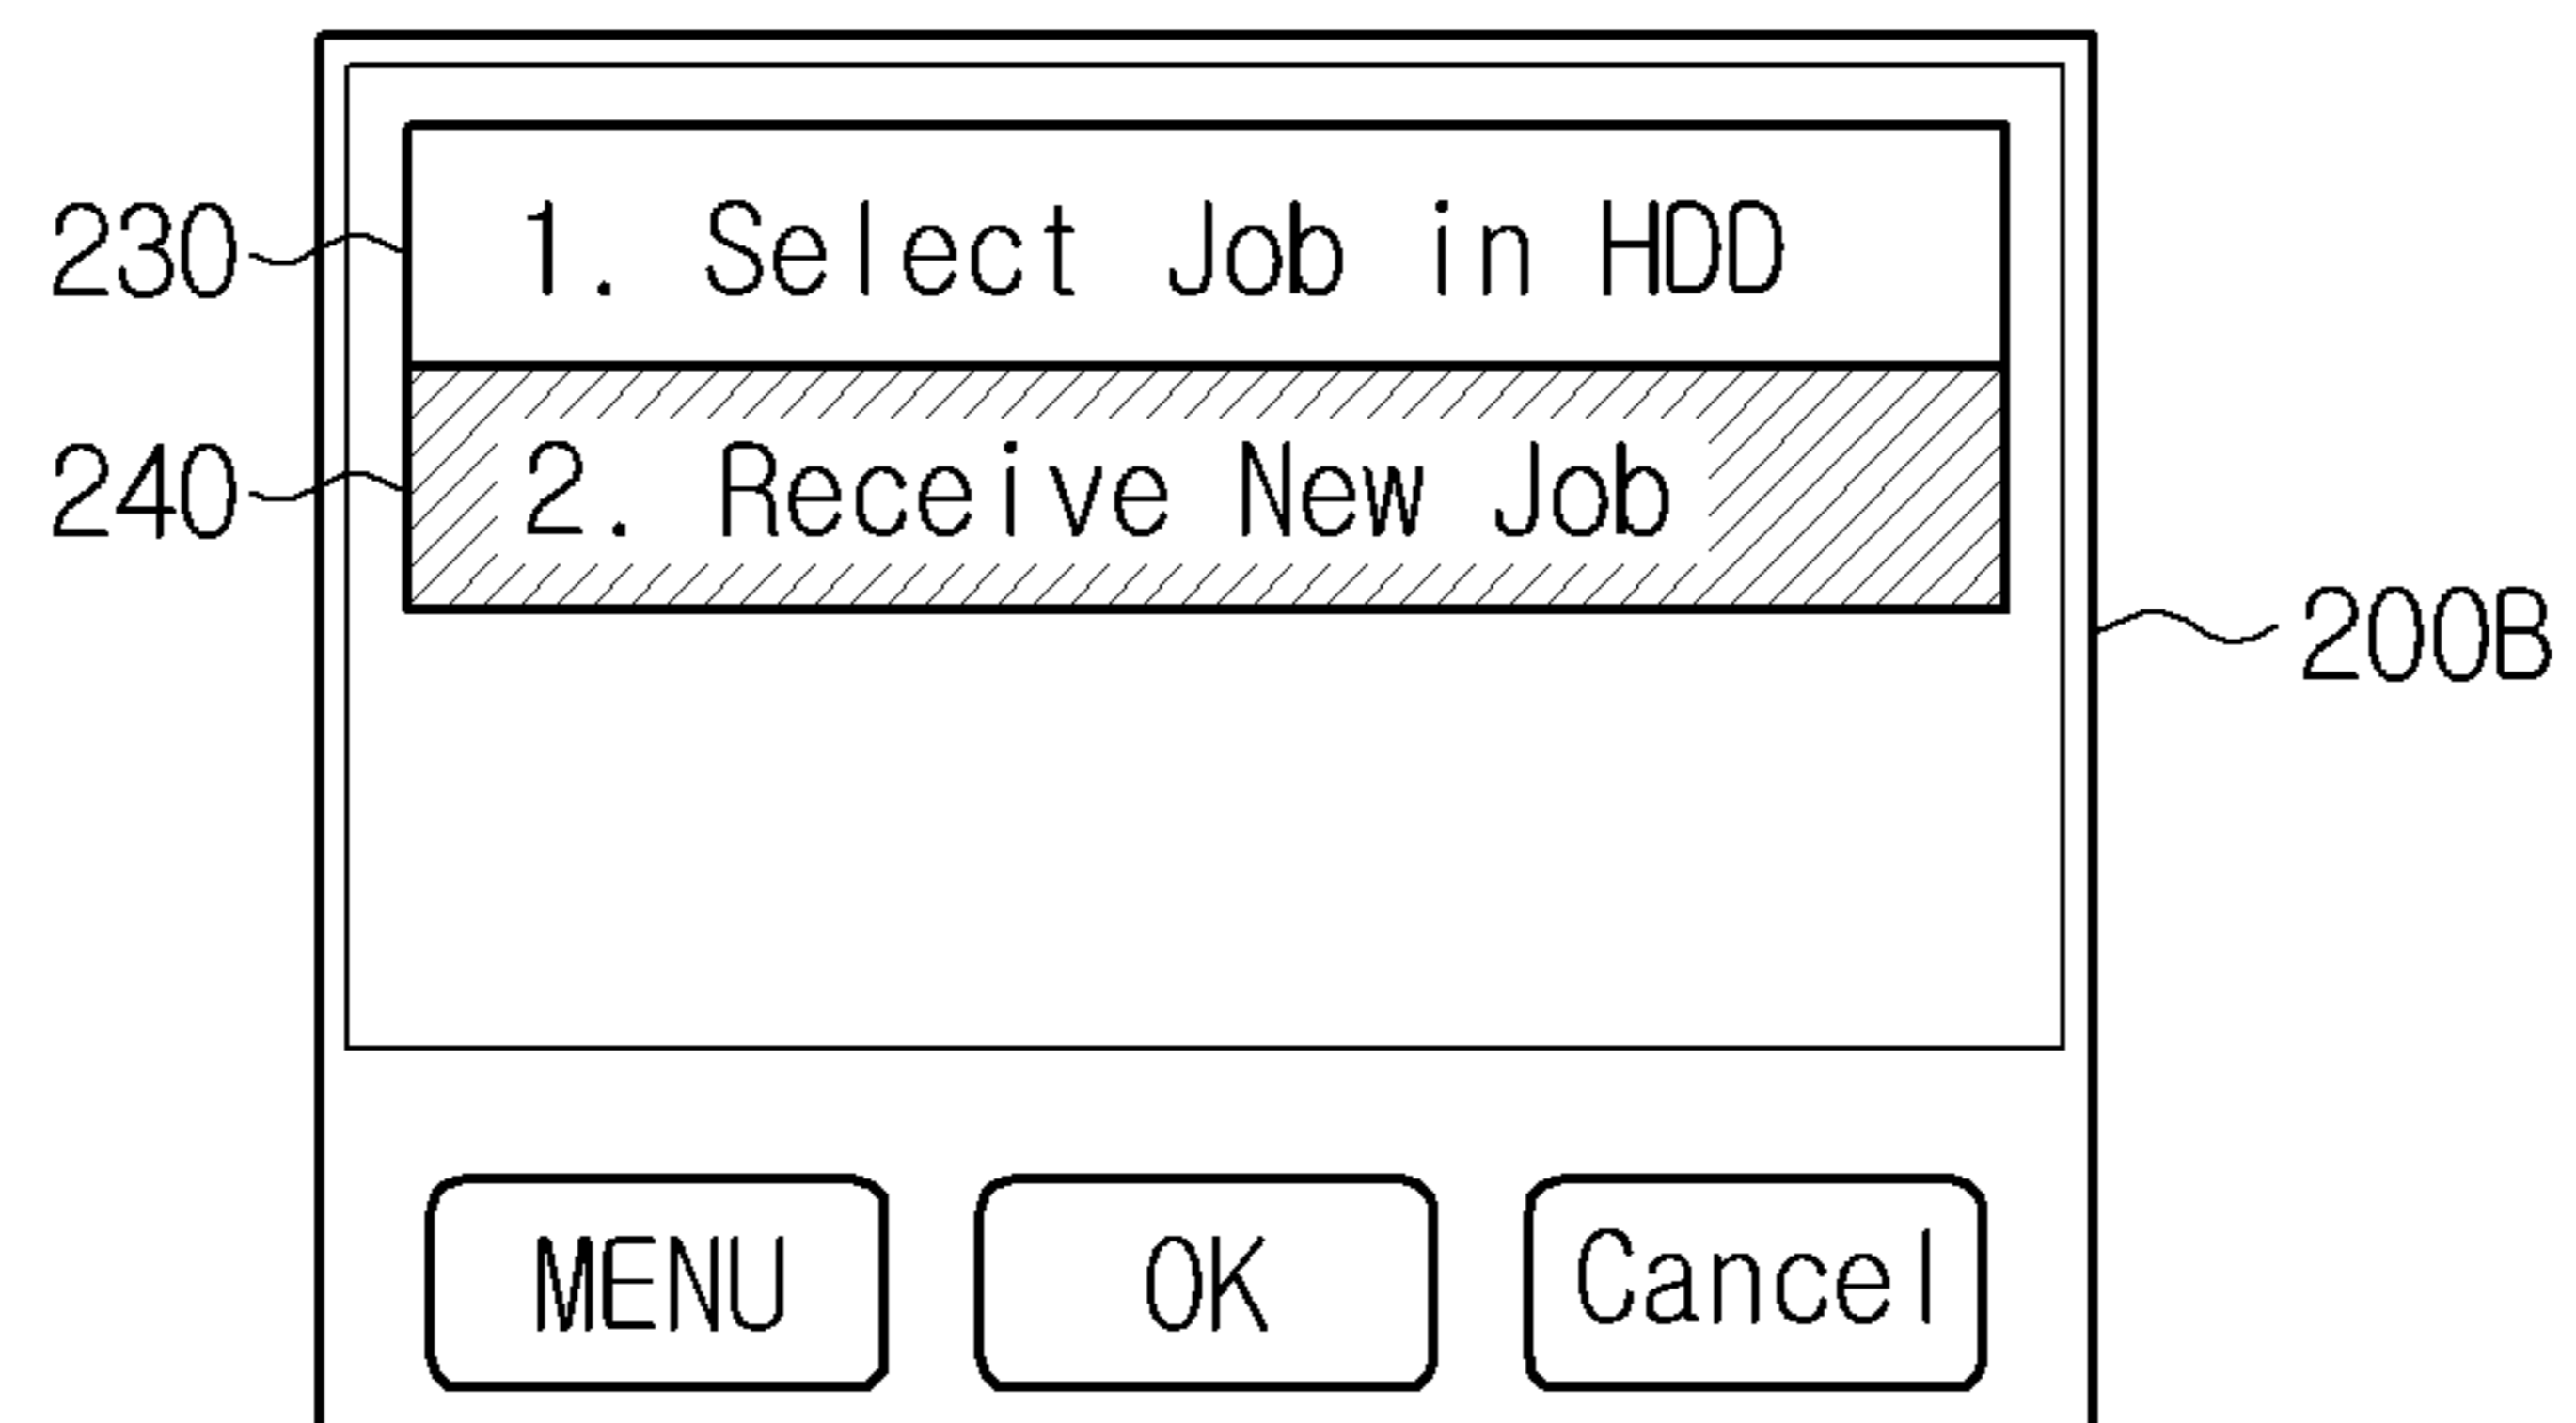 230
1. Select Job in HDD
240
2. Receive New Job
200B
MENU
OK
Cancel